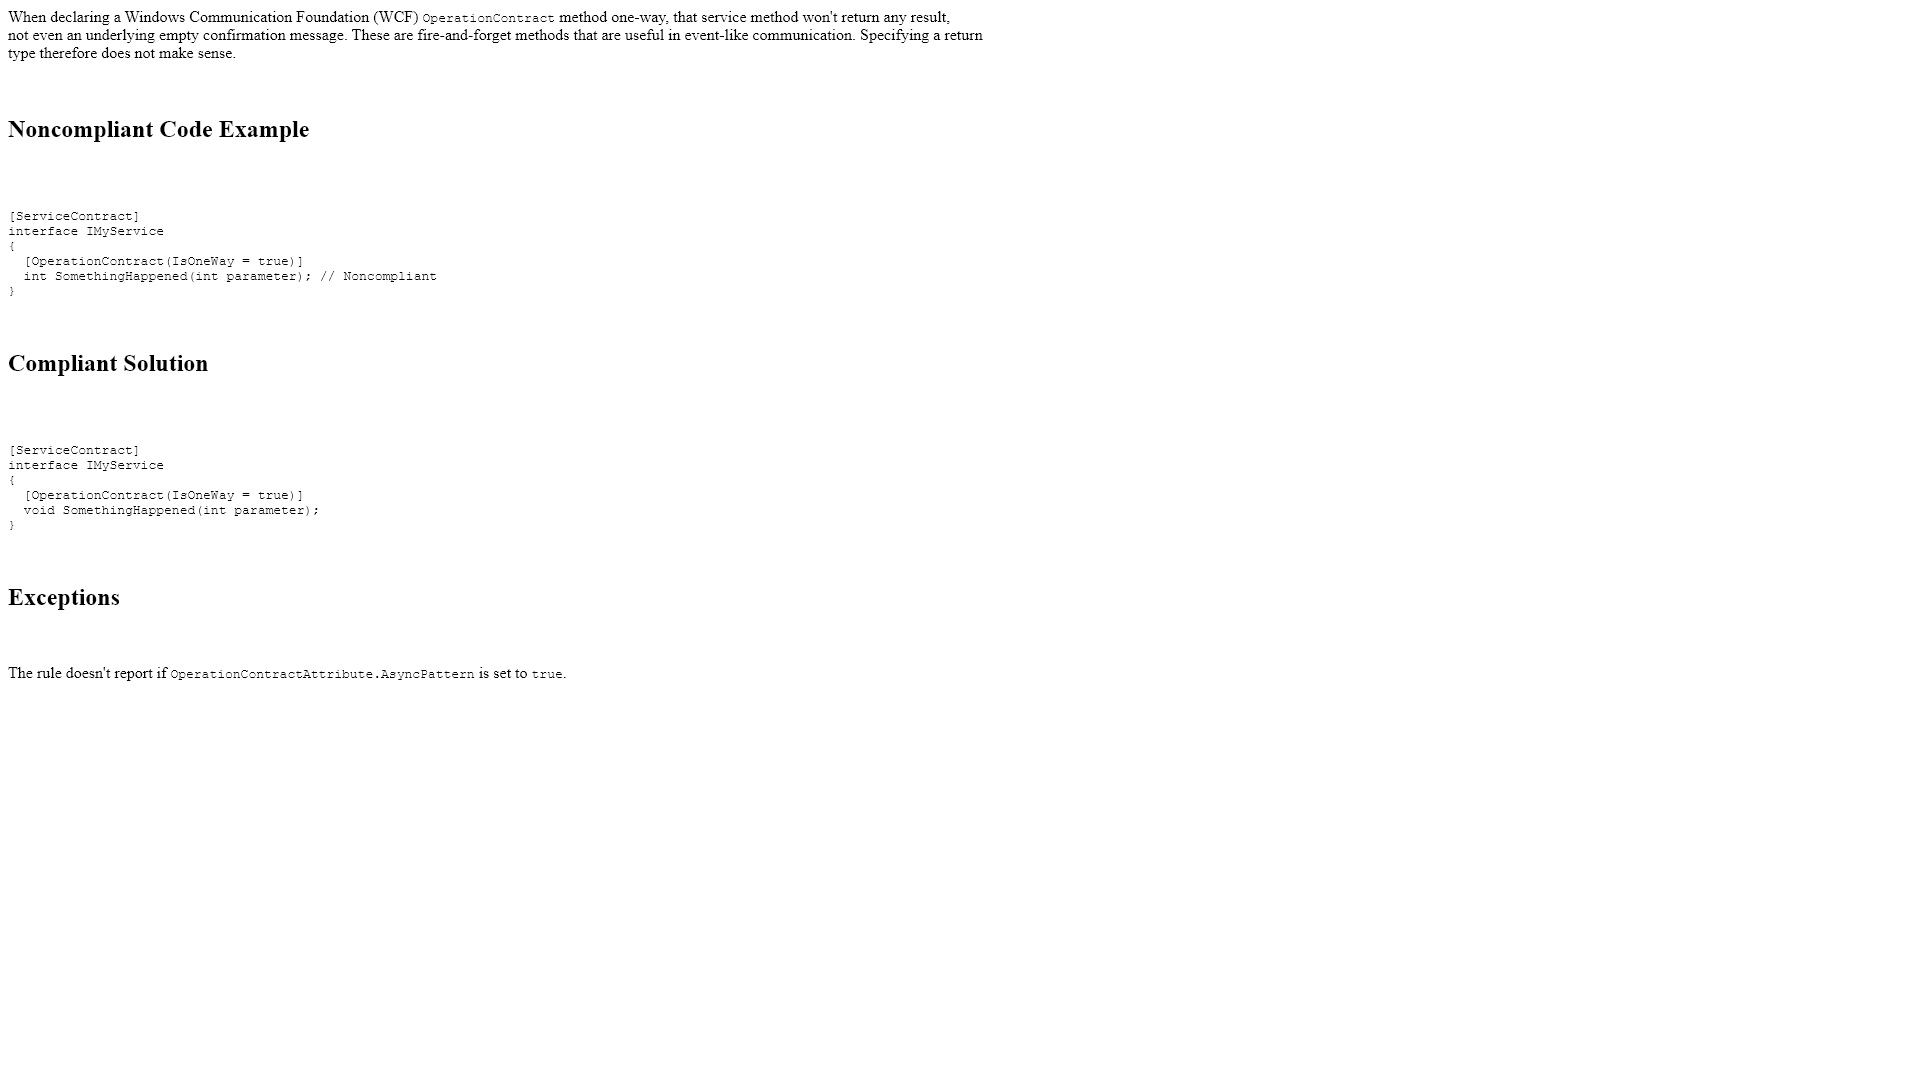 When declaring a Windows Communication Foundation (WCF) OperationContract method one-way, that service method won't return any result,
not even an underlying empty confirmation message. These are fire-and-forget methods that are useful in event-like communication. Specifying a return
type therefore does not make sense.
Noncompliant Code Example
[ServiceContract]
interface IMyService
{
  [OperationContract(IsOneWay = true)]
  int SomethingHappened(int parameter); // Noncompliant
}
Compliant Solution
[ServiceContract]
interface IMyService
{
  [OperationContract(IsOneWay = true)]
  void SomethingHappened(int parameter);
}
Exceptions
The rule doesn't report if OperationContractAttribute.AsyncPattern is set to true.